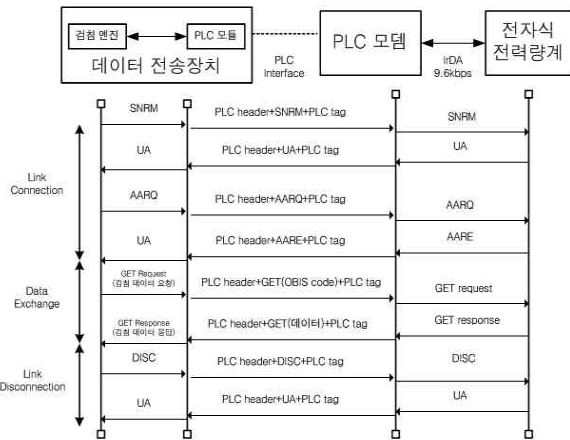 검침 엔진
PLC 모듈
데이터 전송장치
PLC
Interface
PLC 모뎀
IrDA
9.6kbps
전자식
전력량계
SNRM
PLC header+SNRM+PLC tag
SNRM
UA
PLC header+UA+PLC tag
UA
Link
Connection
AARQ
PLC header+AARQ+PLC tag
AARQ
UA
PLC header+AARE+PLC tag
AARE
Data
Exchange
GET Request
(검침 데이터 요청)
PLC header+GET(OBIS code)+PLC tag
GET request
GET Response
(검침 데이터 응답)
PLC header+GET(데이터)+PLC tag
GET response
Link
Disconnection
DISC
PLC header+DISC+PLC tag
DISC
UA
PLC header+UA+PLC tag
UA